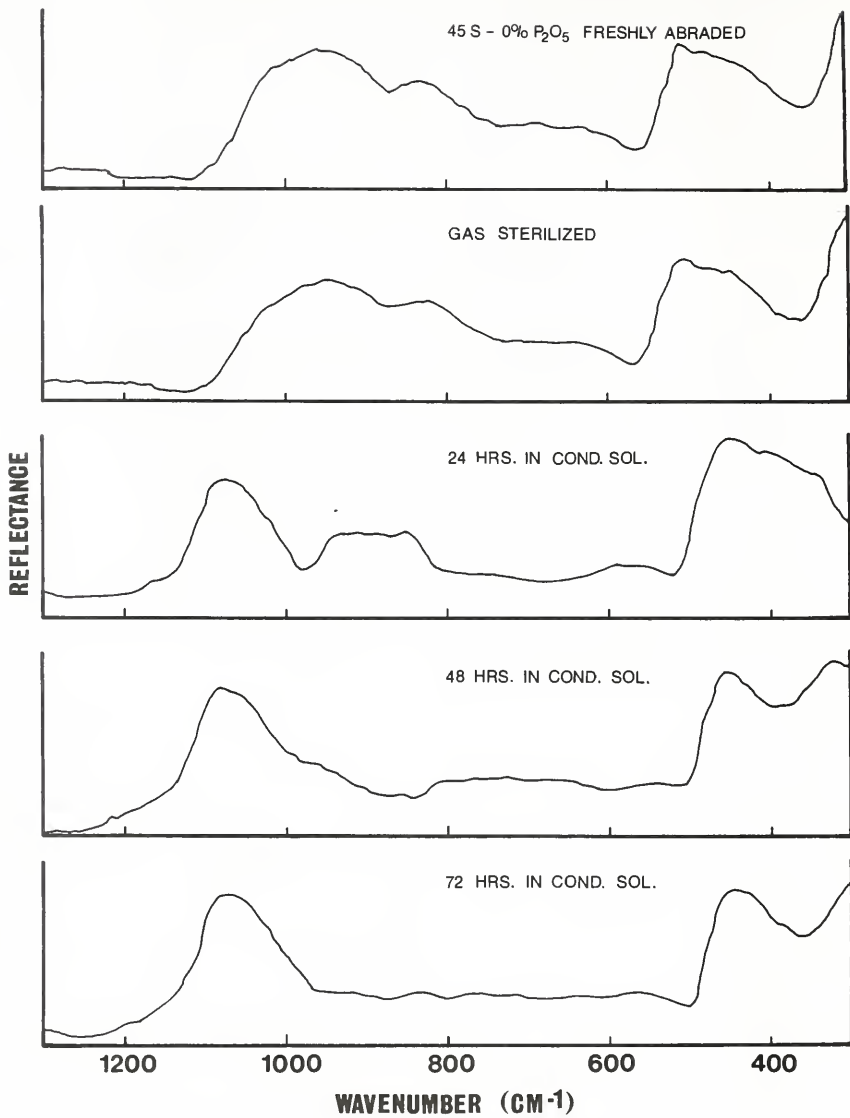 45 S - 0% P₂O₅ FRESHLY ABRADED
GAS STERILIZED
24 HRS. IN COND. SOL.
48 HRS. IN COND. SOL.
72 HRS. IN COND. SOL.
REFLECTANCE
1200 1000 800 600 400
WAVENUMBER (CM-1)